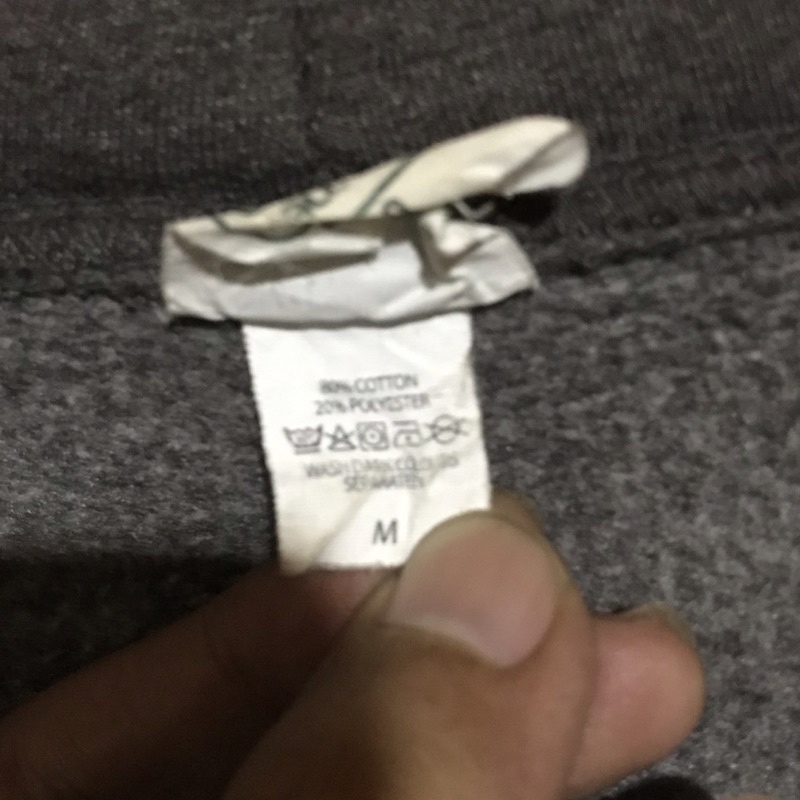 80% COTTON
20% POLYESTER
WASH DARK COLOURS
SEPARATELY
M